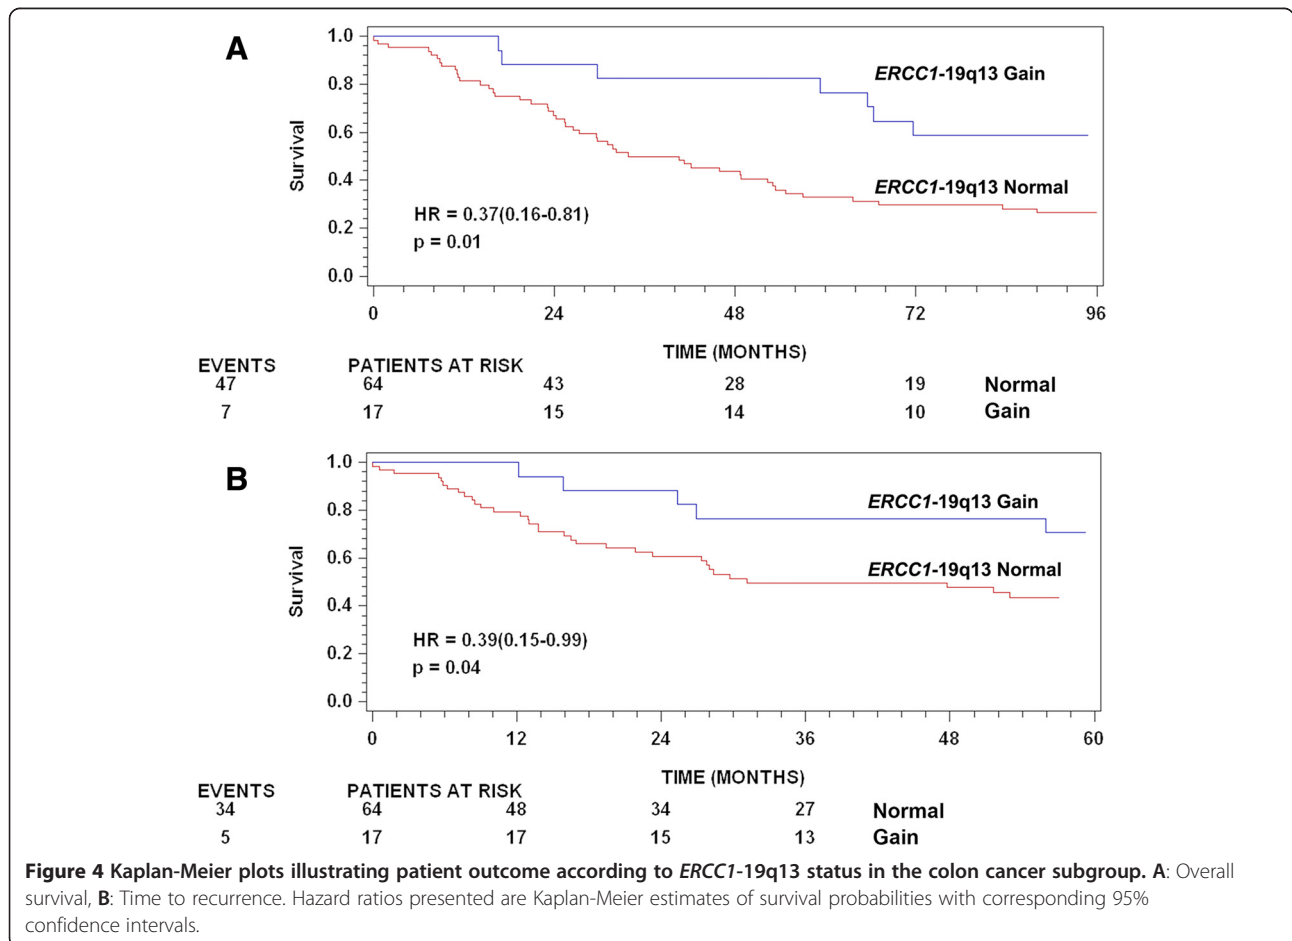 A
1.0
0.8
0.6
0.4
0.2
0.0
Survival
ERCC1-19q13 Gain
ERCC1-19q13 Normal
HR = 0.37(0.16-0.81)
p = 0.01
0 24 48 72 96
TIME (MONTHS)
EVENTS PATIENTS AT RISK
47 64 43 28 19 Normal
7 17 15 14 10 Gain
B
1.0
0.8
0.6
0.4
0.2
0.0
Survival
ERCC1-19q13 Gain
ERCC1-19q13 Normal
HR = 0.39(0.15-0.99)
p = 0.04
0 12 24 36 48 60
TIME (MONTHS)
EVENTS PATIENTS AT RISK
34 64 48 34 27 Normal
5 17 17 15 13 Gain
Figure 4 Kaplan-Meier plots illustrating patient outcome according to ERCC1-19q13 status in the colon cancer subgroup. A: Overall
survival, B: Time to recurrence. Hazard ratios presented are Kaplan-Meier estimates of survival probabilities with corresponding 95%
confidence intervals.